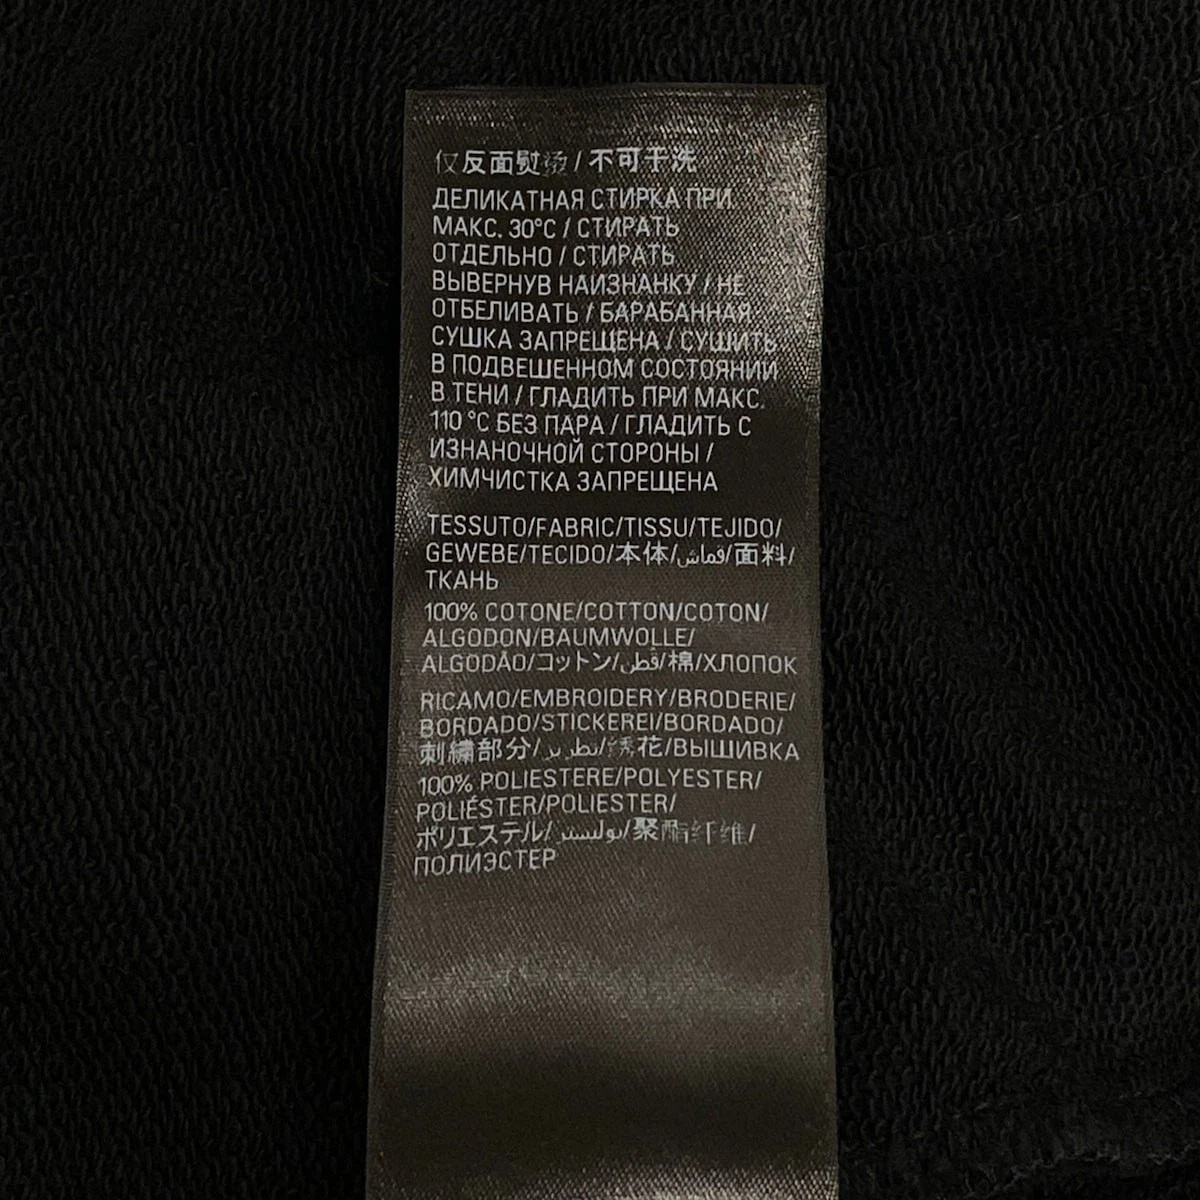 仅反面熨烫/不可干洗
ДЕЛИКАТНАЯ СТИРКА ПРИ
МАКС. 30°C / СТИРАТЬ
ОТДЕЛЬНО / СТИРАТЬ
ВЫВЕРНУВ НАИЗНАНКУ / НЕ
ОТБЕЛИВАТЬ / БАРАБАННАЯ
СУШКА ЗАПРЕЩЕНА / СУШИТЬ
В ПОДВЕШЕННОМ СОСТОЯНИИ
В ТЕНИ / ГЛАДИТЬ ПРИ МАКС.
110 °C БЕЗ ПАРА / ГЛАДИТЬ С
ИЗНАНОЧНОЙ СТОРОНЫ /
ХИМЧИСТКА ЗАПРЕЩЕНА
TESSUTO/FABRIC/TISSU/TEJIDO/
GEWEBE/TECIDO/本体/قماش/面料/
ТКАНЬ
100% COTONE/COTTON/COTON/
ALGODON/BAUMWOLLE/
ALGODÃO/コットン/قطن/棉/ХЛОПОК
RICAMO/EMBROIDERY/BRODERIE/
BORDADO/STICKEREI/BORDADO/
刺繍部分/تطريز/绣花/ВЫШИВКА
100% POLIESTERE/POLYESTER/
POLIÉSTER/POLIESTER/
ポリエステル/بوليستر/聚酯纤维/
ПОЛИЭСТЕР